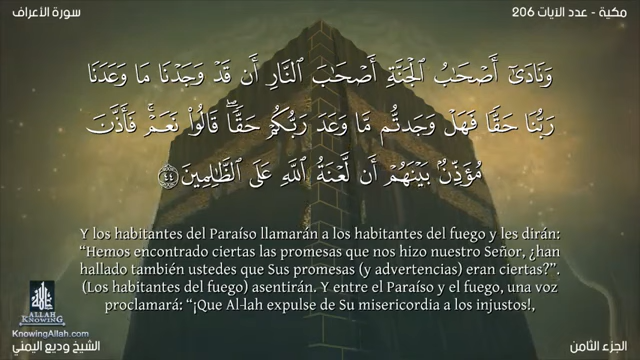 سورة الأعراف
مكية - عدد الآيات 206
وَنَادَىٰٓ أَصْحَٰبُ ٱلْجَنَّةِ أَصْحَٰبَ ٱلنَّارِ أَن قَدْ وَجَدْنَا مَا وَعَدَنَا
رَبُّنَا حَقًّا فَهَلْ وَجَدتُّم مَّا وَعَدَ رَبُّكُمْ حَقًّا ۖ قَالُوا۟ نَعَمْ ۚ فَأَذَّنَ
مُؤَذِّنٌۢ بَيْنَهُمْ أَن لَّعْنَةُ ٱللَّهِ عَلَى ٱلظَّٰلِمِينَ ٤٤
Y los habitantes del Paraíso llamarán a los habitantes del fuego y les dirán:
“Hemos encontrado ciertas las promesas que nos hizo nuestro Señor, ¿han
hallado también ustedes que Sus promesas (y advertencias) eran ciertas?”.
(Los habitantes del fuego) asentirán. Y entre el Paraíso y el fuego, una voz
proclamará: “¡Que Al-lah expulse de Su misericordia a los injustos!,
ALLAH
KNOWING
KnowingAllah.com
الشيخ وديع اليمني
الجزء الثامن